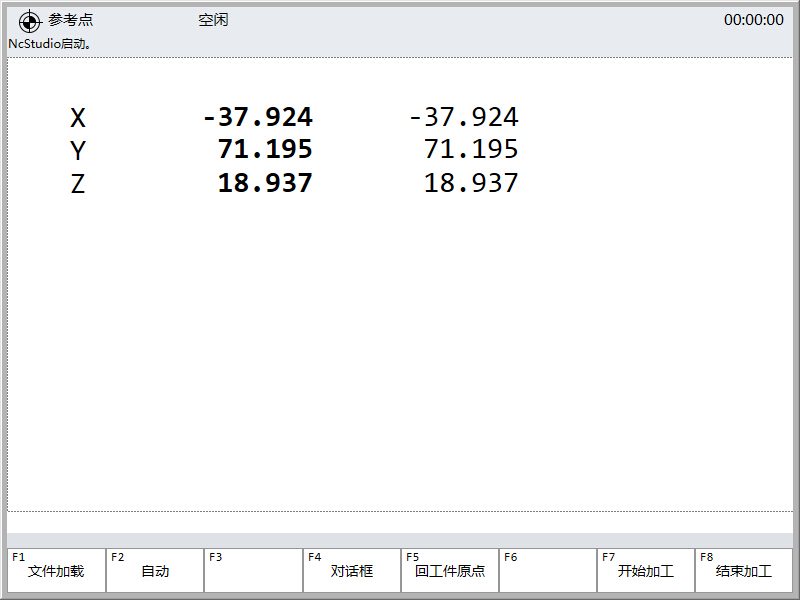 参考点 空闲 00:00:00
NcStudio启动。
X -37.924 -37.924
Y 71.195 71.195
Z 18.937 18.937
F1 F2 F3 F4 F5 F6 F7 F8
文件加载 自动 对话框 回工件原点 开始加工 结束加工